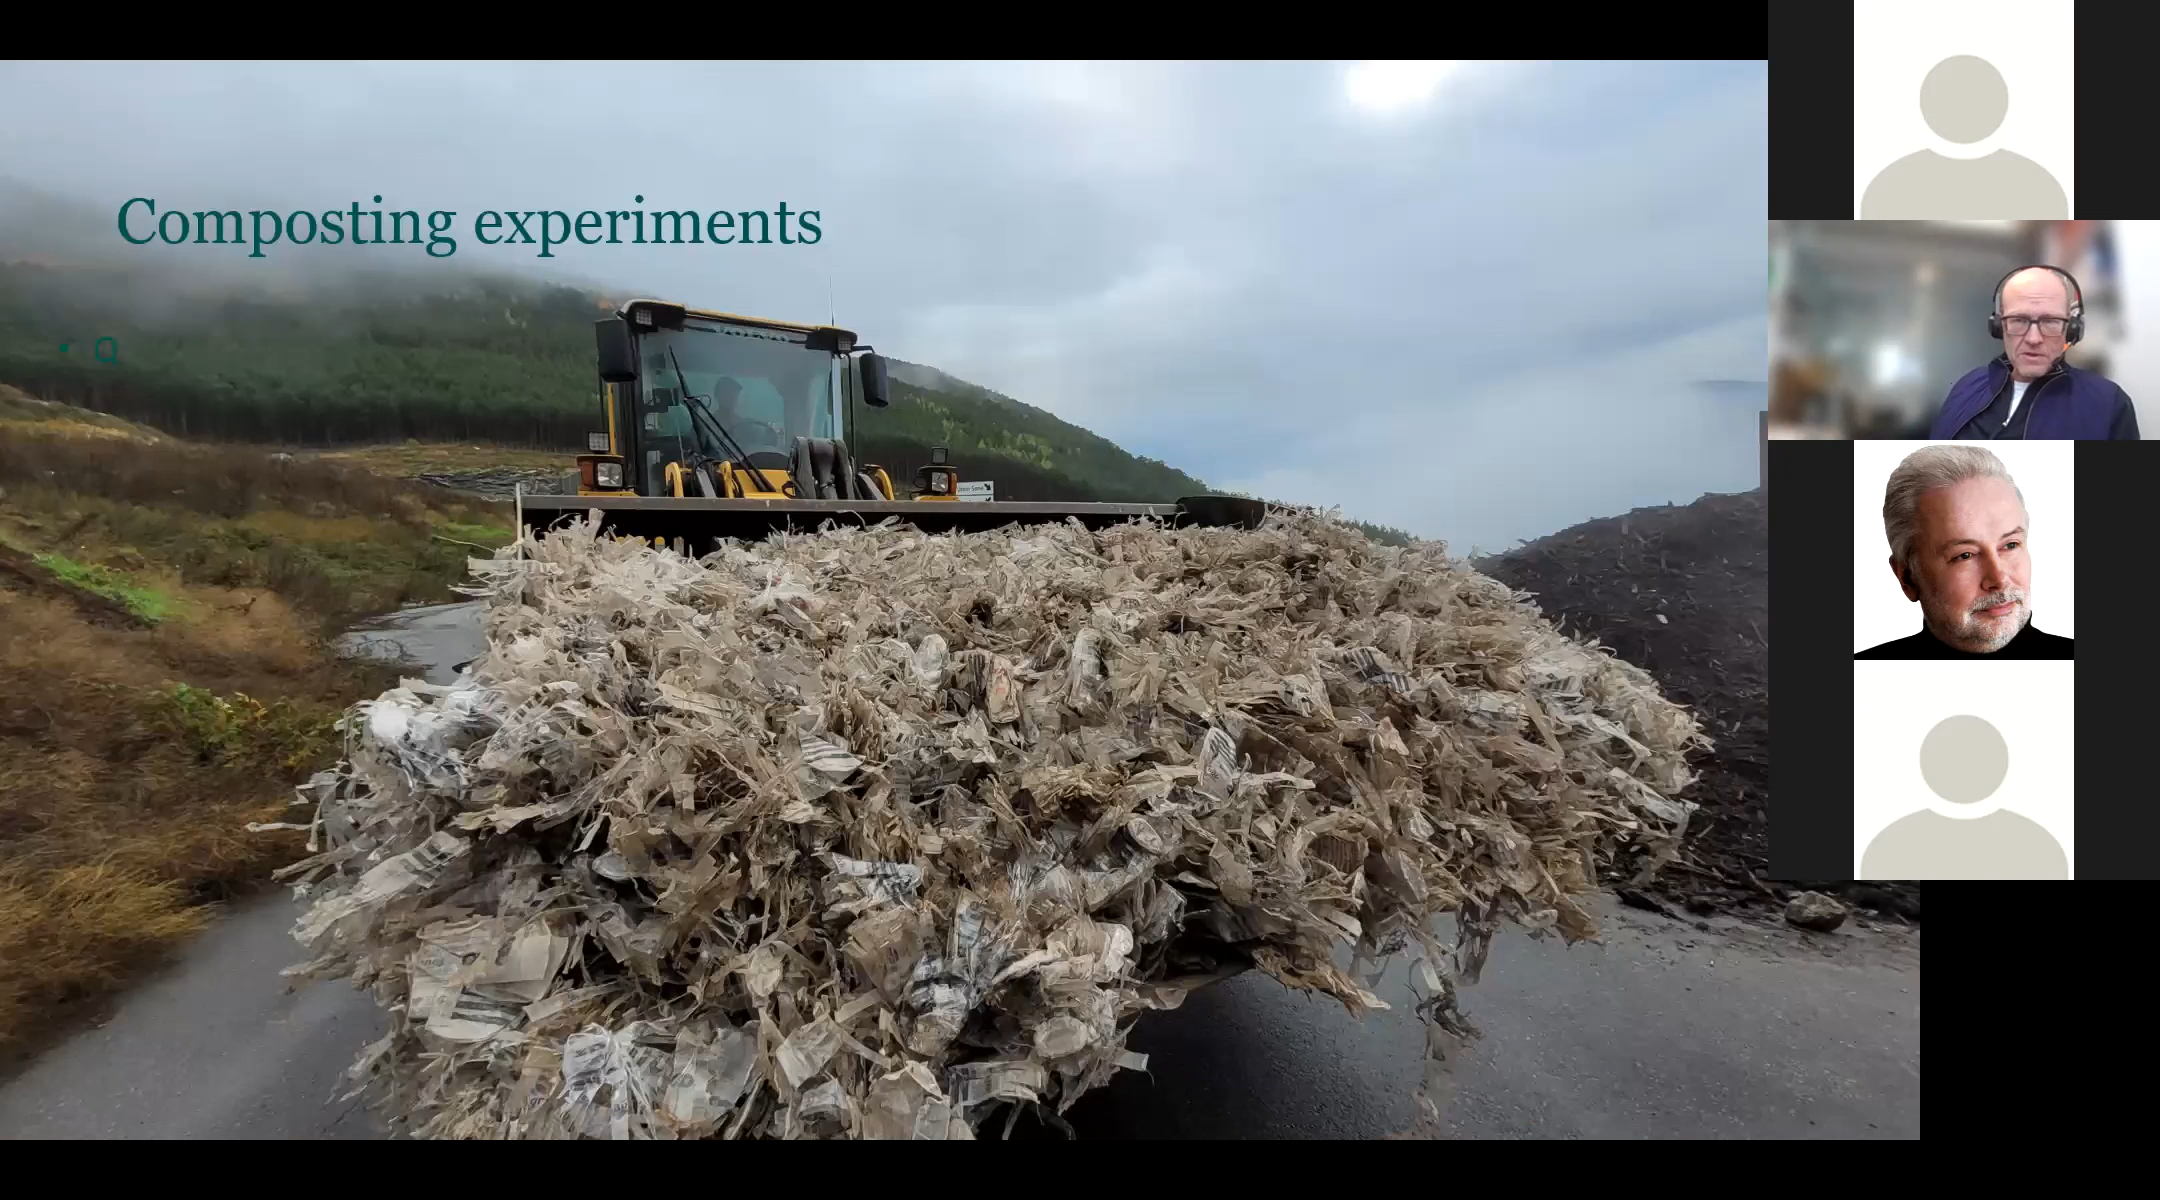 Composting experiments
• Q